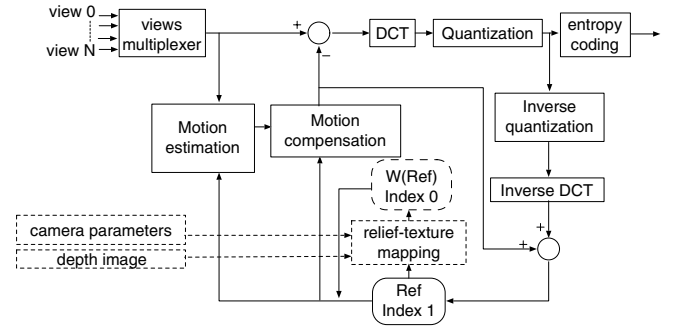 view 0
view N
views
multiplexer
+
−
DCT
Quantization
entropy
coding
Motion
estimation
Motion
compensation
Inverse
quantization
W(Ref)
Index 0
Inverse DCT
camera parameters
depth image
relief-texture
mapping
+
+
Ref
Index 1